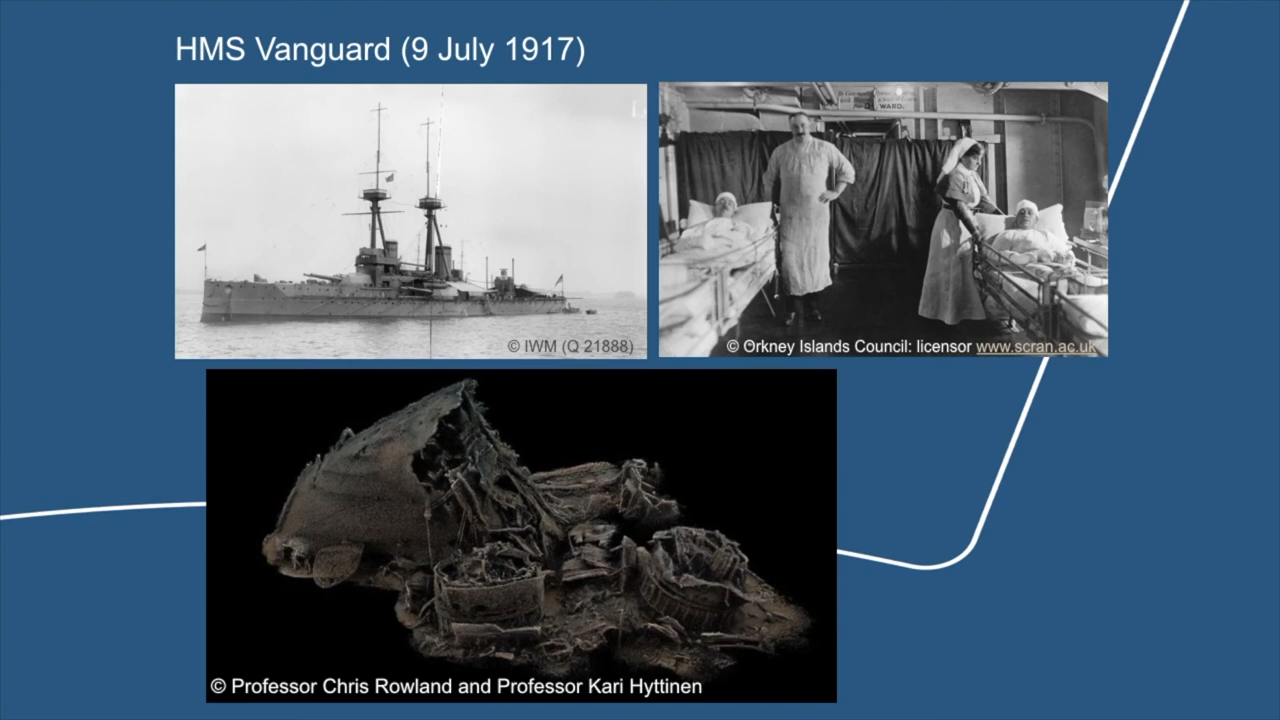 HMS Vanguard (9 July 1917)
WARD.
© IWM (Q 21888)
© Orkney Islands Council: licensor www.scran.ac.uk
© Professor Chris Rowland and Professor Kari Hyttinen